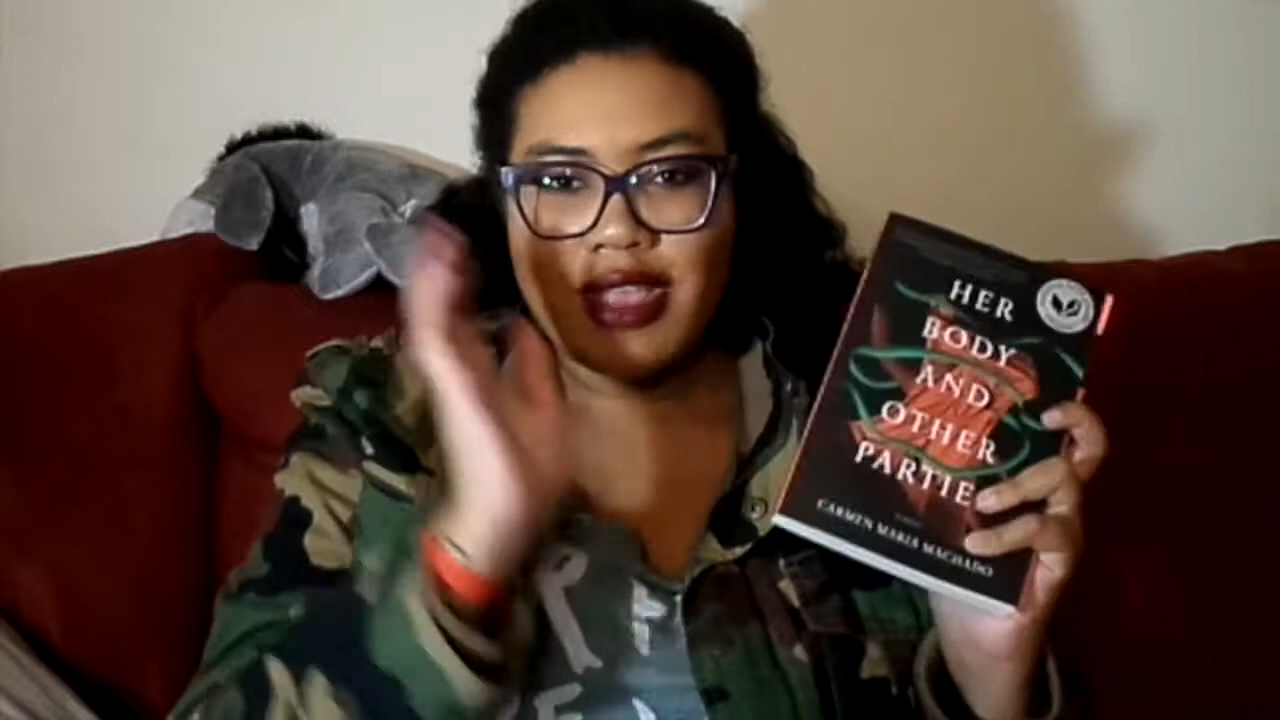 HER
BODY
AND
OTHER
PARTIE
CARMEN MARIA MACHADO